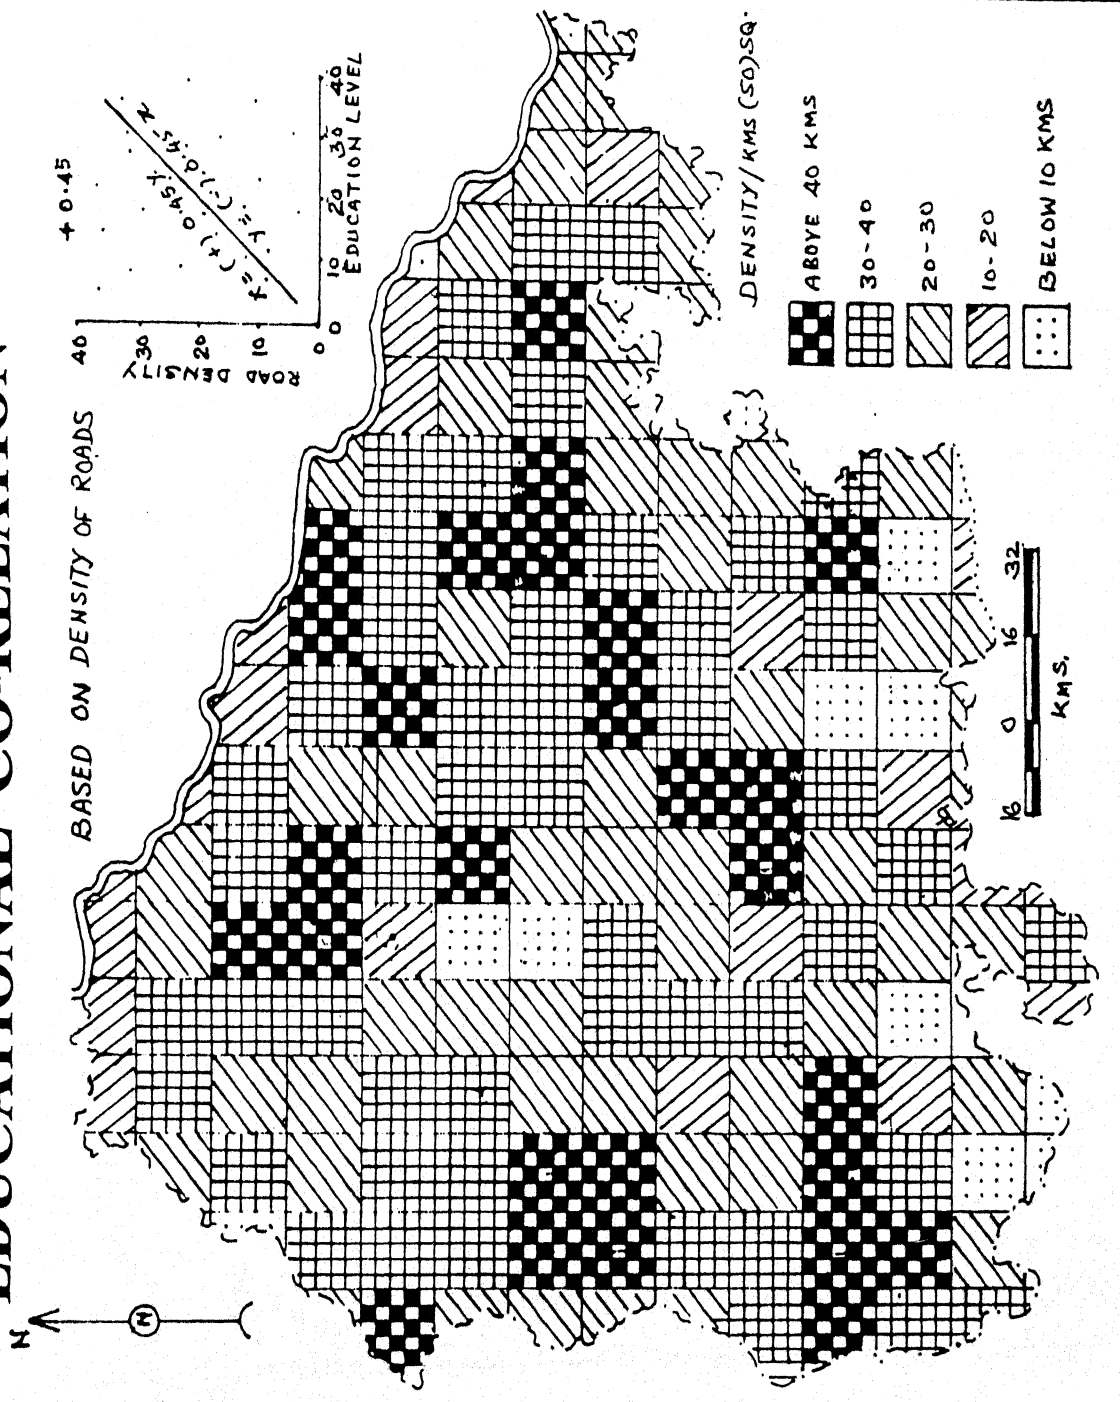 EDUCATIONAL CO-RELATION
BASED ON DENSITY OF ROADS
+ 0.45
ROAD DENSITY
40
30
20
10
0
0
10
20
30
40
EDUCATION LEVEL
N
N
DENSITY/KMS (50) SQ.
ABOVE 40 KMS
30-40
20-30
10-20
BELOW 10 KMS
16 0 16 32
KMS.